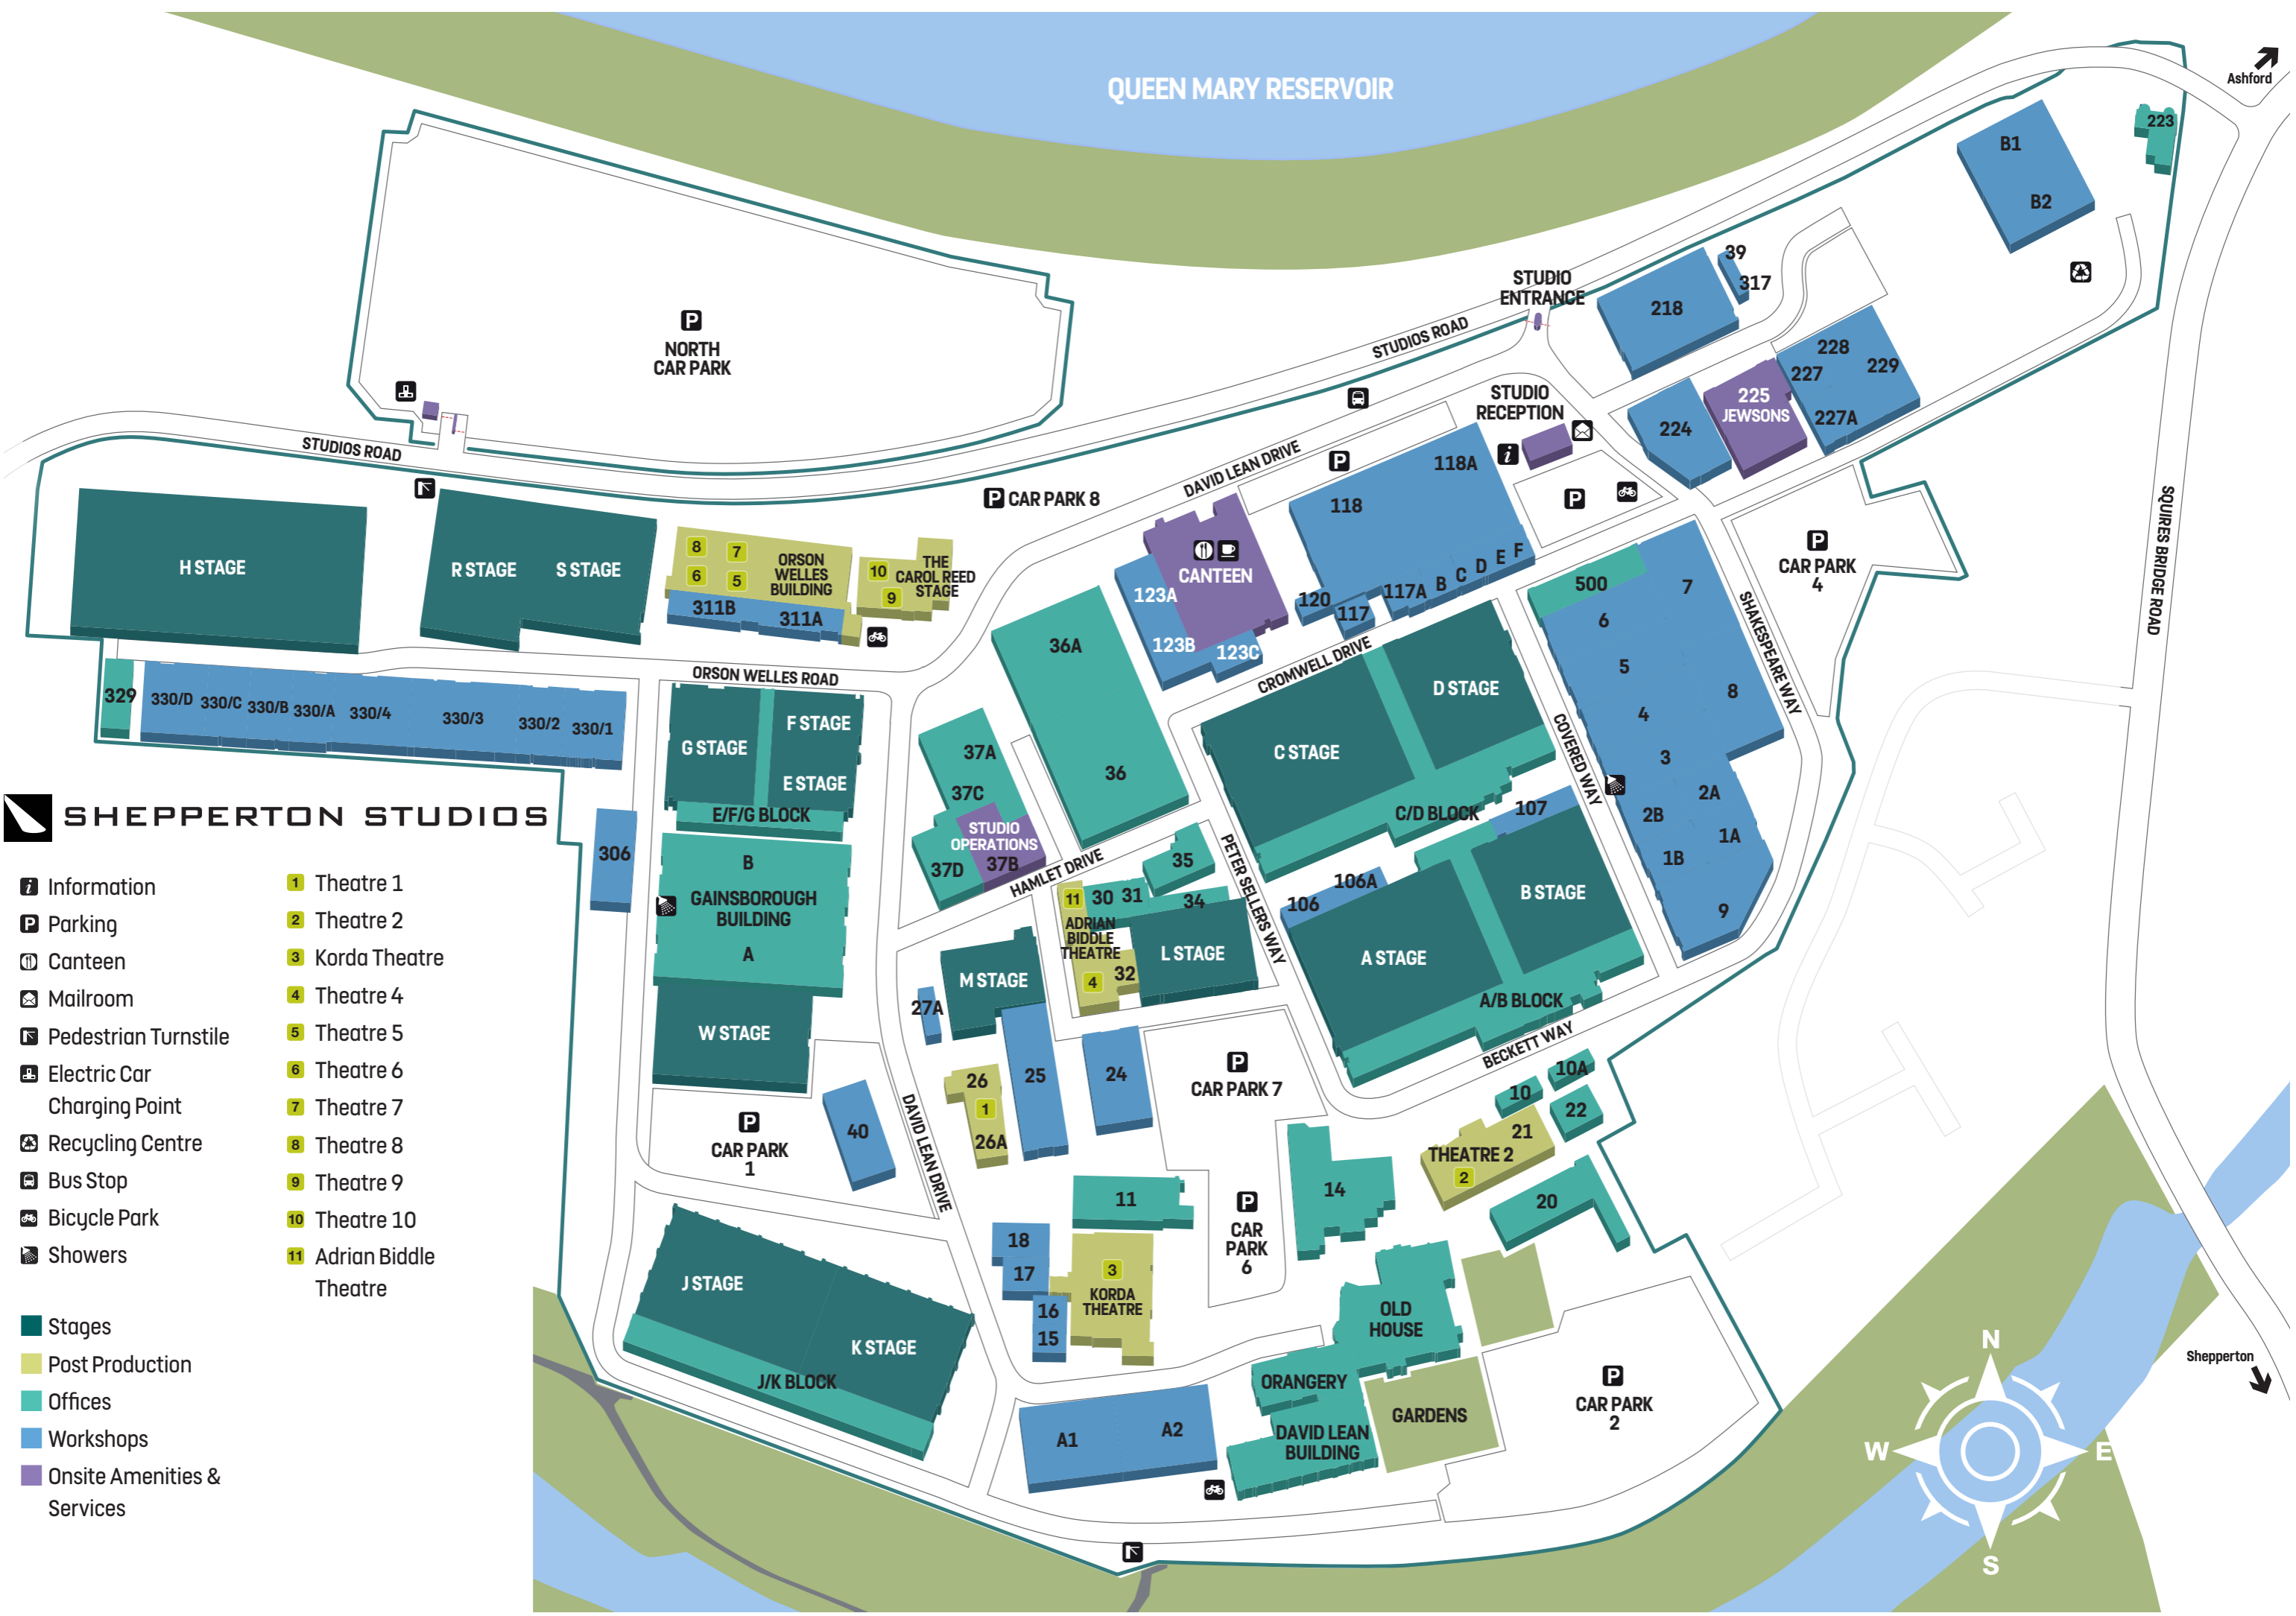 QUEEN MARY RESERVOIR
Ashford
223
B1
B2
39
317
STUDIO
ENTRANCE
218
STUDIOS ROAD
228
229
227
227A
225
JEWSONS
224
P
NORTH
CAR PARK
STUDIOS ROAD
STUDIO
RECEPTION
i
P
P
118A
118
DAVID LEAN DRIVE
P CAR PARK 8
P
CAR PARK
4
SQUIRES BRIDGE ROAD
H STAGE
R STAGE
S STAGE
8
7
6
5
ORSON
WELLES
BUILDING
311B
311A
10
9
THE
CAROL REED
STAGE
CANTEEN
123A
123B
123C
120
117
117A
B
C
D
E
F
500
7
6
5
8
4
3
2A
2B
1A
1B
9
SHAKESPEARE WAY
COVERED WAY
CROMWELL DRIVE
36A
36
D STAGE
C STAGE
C/D BLOCK
107
329
330/D
330/C
330/B
330/A
330/4
330/3
330/2
330/1
ORSON WELLES ROAD
G STAGE
F STAGE
E STAGE
E/F/G BLOCK
37A
37C
STUDIO
OPERATIONS
37B
37D
HAMLET DRIVE
PETER SELLERS WAY
35
34
11
30
31
ADRIAN
BIDDLE
THEATRE
4
32
L STAGE
106A
106
B STAGE
A STAGE
A/B BLOCK
BECKETT WAY
306
B
GAINSBOROUGH
BUILDING
A
W STAGE
M STAGE
27A
25
24
26
1
26A
P
CAR PARK 7
10A
10
22
21
THEATRE 2
2
20
P
CAR PARK
1
40
DAVID LEAN DRIVE
11
14
P
CAR
PARK
6
18
17
16
15
3
KORDA
THEATRE
J STAGE
K STAGE
J/K BLOCK
OLD
HOUSE
ORANGERY
GARDENS
DAVID LEAN
BUILDING
A1
A2
P
CAR PARK
2
Shepperton
N
W
E
S
SHEPPERTON STUDIOS
i Information
P Parking
Canteen
Mailroom
Pedestrian Turnstile
Electric Car
Charging Point
Recycling Centre
Bus Stop
Bicycle Park
Showers
1 Theatre 1
2 Theatre 2
3 Korda Theatre
4 Theatre 4
5 Theatre 5
6 Theatre 6
7 Theatre 7
8 Theatre 8
9 Theatre 9
10 Theatre 10
11 Adrian Biddle
Theatre
Stages
Post Production
Offices
Workshops
Onsite Amenities &
Services